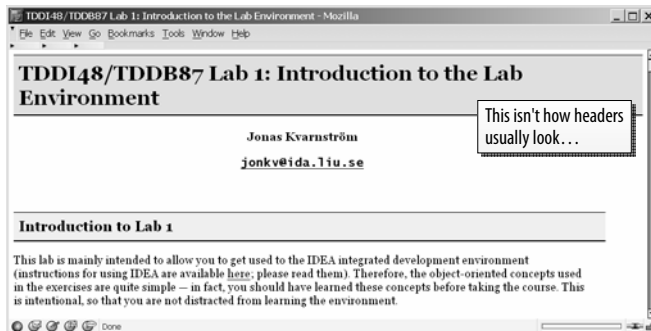 TDDI48/TDDB87 Lab 1: Introduction to the Lab Environment - Mozilla
File Edit View Go Bookmarks Tools Window Help
TDDI48/TDDB87 Lab 1: Introduction to the Lab
Environment
This isn't how headers
usually look...
Jonas Kvarnström
jonkv@ida.liu.se
Introduction to Lab 1
This lab is mainly intended to allow you to get used to the IDEA integrated development environment
(instructions for using IDEA are available here; please read them). Therefore, the object-oriented concepts used
in the exercises are quite simple — in fact, you should have learned these concepts before taking the course. This
is intentional, so that you are not distracted from learning the environment.
Done